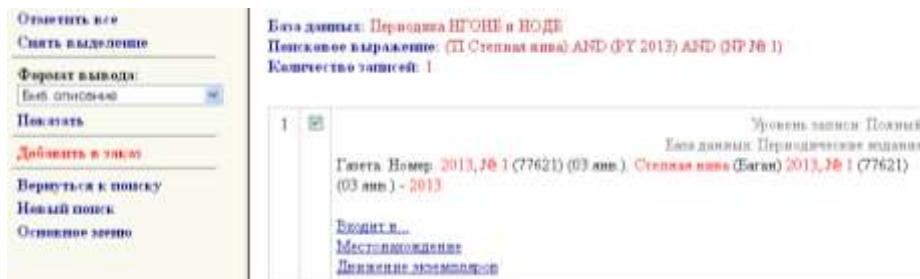 Отметить все
Снять выделение
Формат вывода:
Библ. описание
Показать
Добавить в заказ
Вернуться к поиску
Новый поиск
Основное меню
База данных: Периодика НГОНБ и НОДБ
Поисковое выражение: (TI Степная нива) AND (PY 2013) AND (NP № 1)
Количество записей: 1
1
Уровень записи: Полный
База данных: Периодические издания
Газета. Номер. 2013, № 1 (77621) (03 янв.). Степная нива (Баган) 2013, № 1 (77621)
(03 янв.) - 2013
Входит в...
Местонахождение
Движение экземпляров